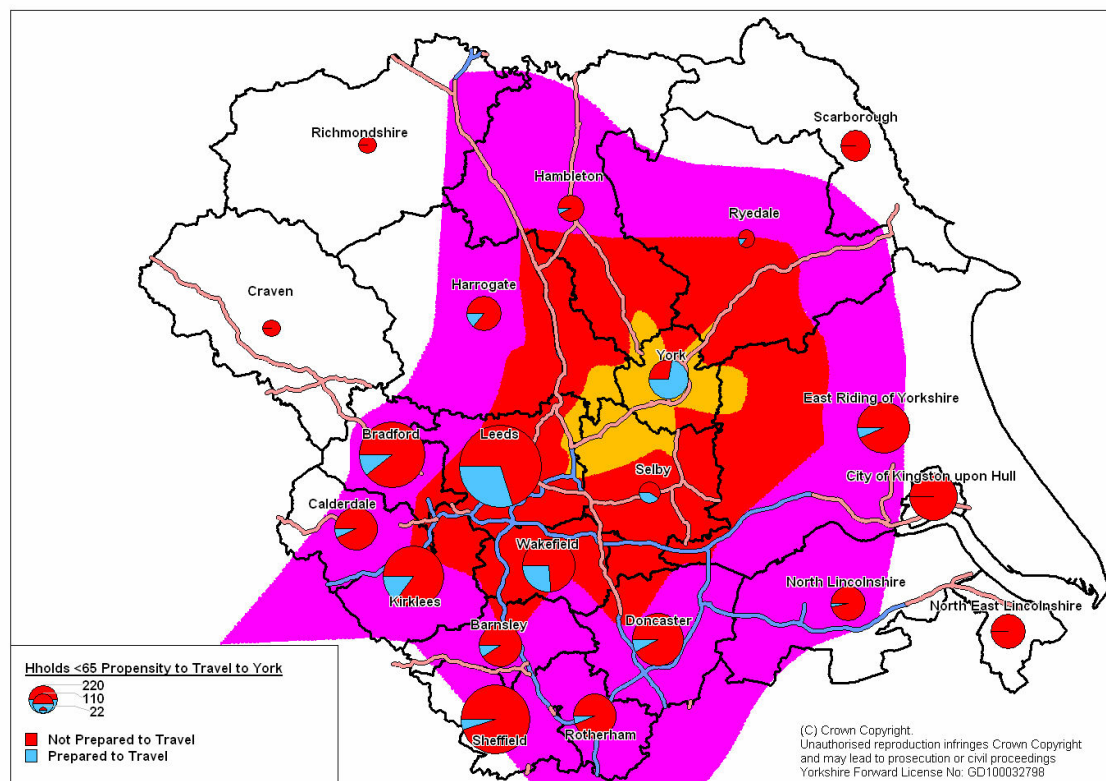 Scarborough
Richmondshire
Hambleton
Ryedale
Harrogate
Craven
York
East Riding of Yorkshire
Bradford
Leeds
Selby
City of Kingston upon Hull
Calderdale
Wakefield
Kirklees
North Lincolnshire
North East Lincolnshire
Barnsley
Doncaster
Sheffield
Rotherham
Hholds <65 Propensity to Travel to York
220
110
22
Not Prepared to Travel
Prepared to Travel
(C) Crown Copyright.
Unauthorised reproduction infringes Crown Copyright
and may lead to prosecution or civil proceedings
Yorkshire Forward License No: GD100032798